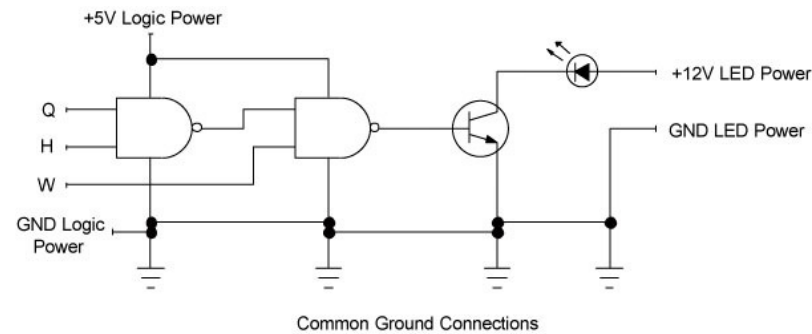 +5V Logic Power
+12V LED Power
Q
GND LED Power
H
W
GND Logic
Power
Common Ground Connections